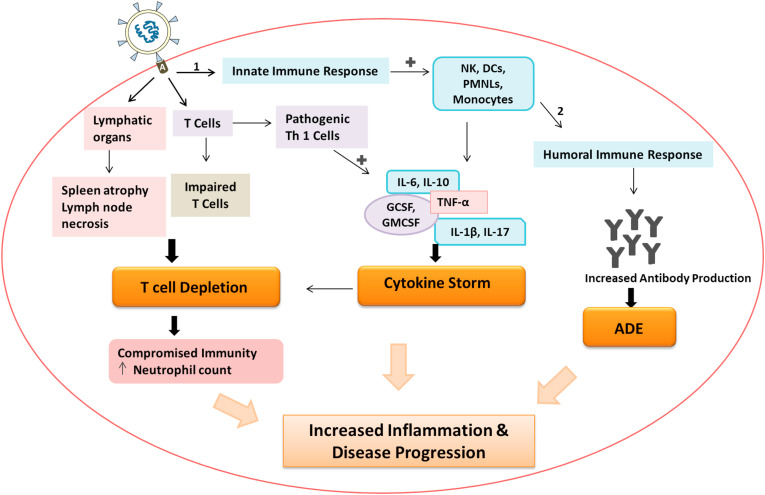 A
1
Innate Immune Response
+
NK, DCs,
PMNLs,
Monocytes
2
Lymphatic
organs
T Cells
Pathogenic
Th 1 Cells
+
Humoral Immune Response
Spleen atrophy
Lymph node
necrosis
Impaired
T Cells
IL-6, IL-10
TNF-α
GCSF,
GMCSF
IL-1β, IL-17
Increased Antibody Production
T cell Depletion
Cytokine Storm
ADE
Compromised Immunity
↑ Neutrophil count
Increased Inflammation &
Disease Progression